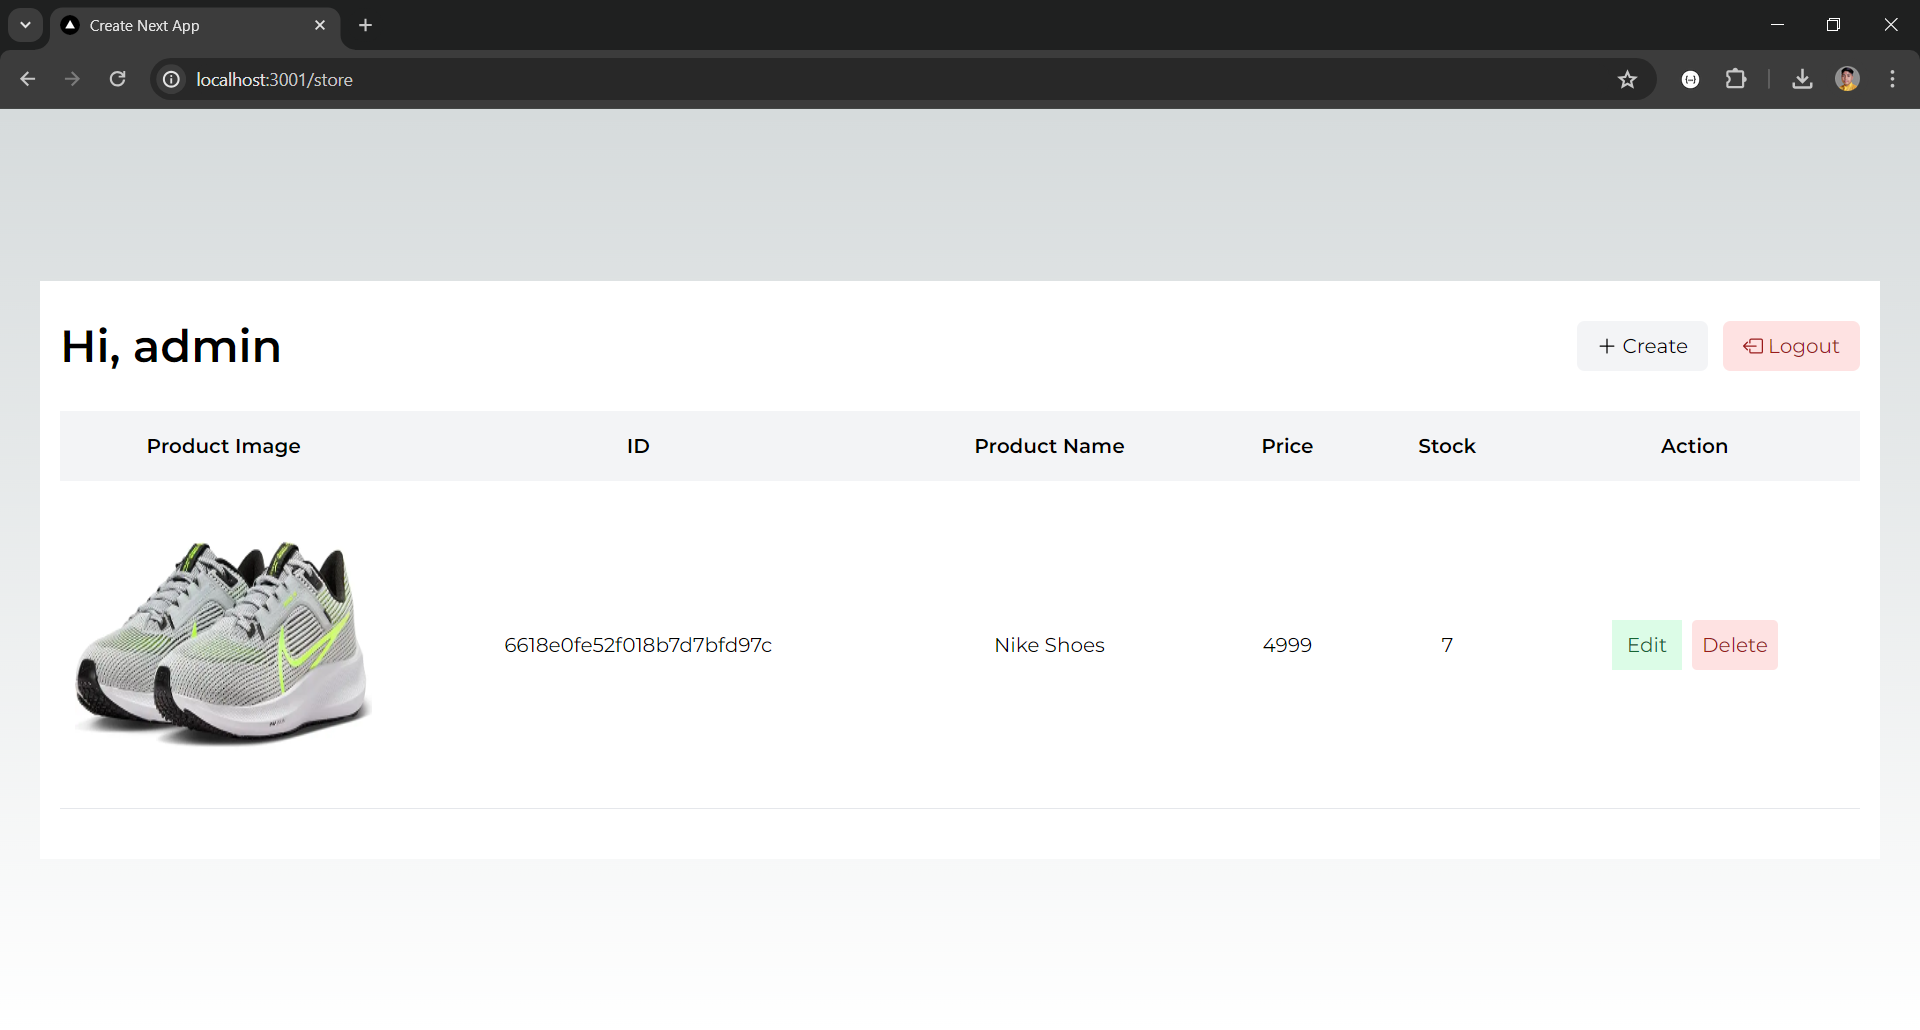 Create Next App
localhost:3001/store
Hi, admin
Create
Logout
Product Image ID Product Name Price Stock Action
6618e0fe52f018b7d7bfd97c Nike Shoes 4999 7 Edit Delete